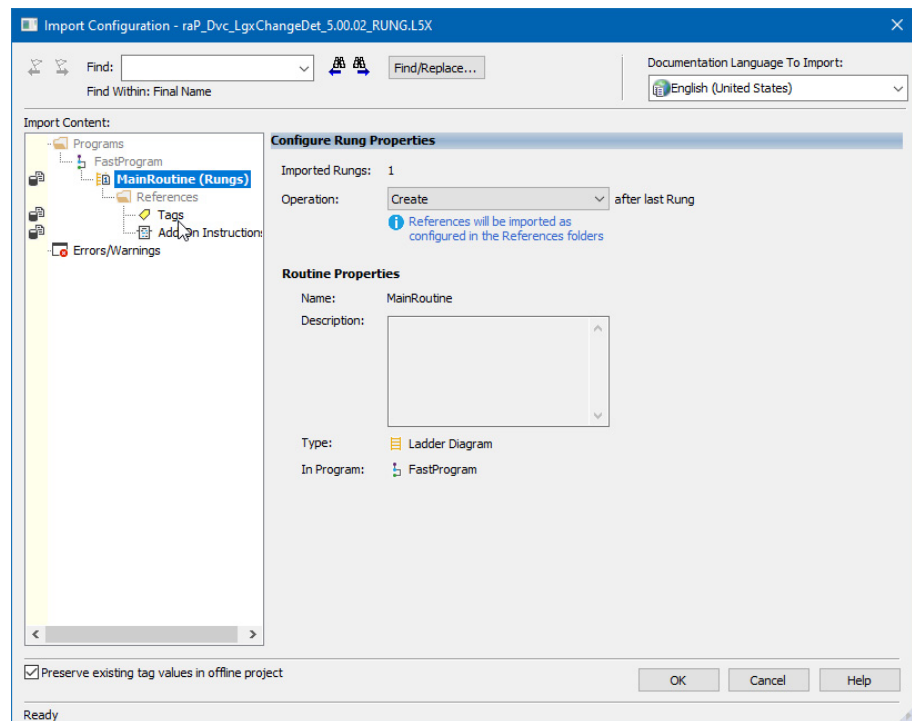 Import Configuration - raP_Dvc_LgxChangeDet_5.00.02_RUNG.L5X
Find:
Find/Replace...
Find Within: Final Name
Documentation Language To Import:
English (United States)
Import Content:
Programs
FastProgram
MainRoutine (Rungs)
References
Tags
Add-On Instructions
Errors/Warnings
Configure Rung Properties
Imported Rungs: 1
Operation: Create after last Rung
References will be imported as
configured in the References folders
Routine Properties
Name: MainRoutine
Description:
Type: Ladder Diagram
In Program: FastProgram
Preserve existing tag values in offline project
OK Cancel Help
Ready